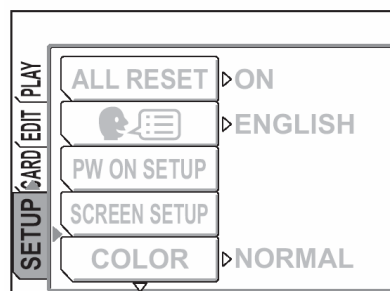 PLAY
EDIT
CARD
SETUP
ALL RESET ON
ENGLISH
PW ON SETUP
SCREEN SETUP
COLOR NORMAL